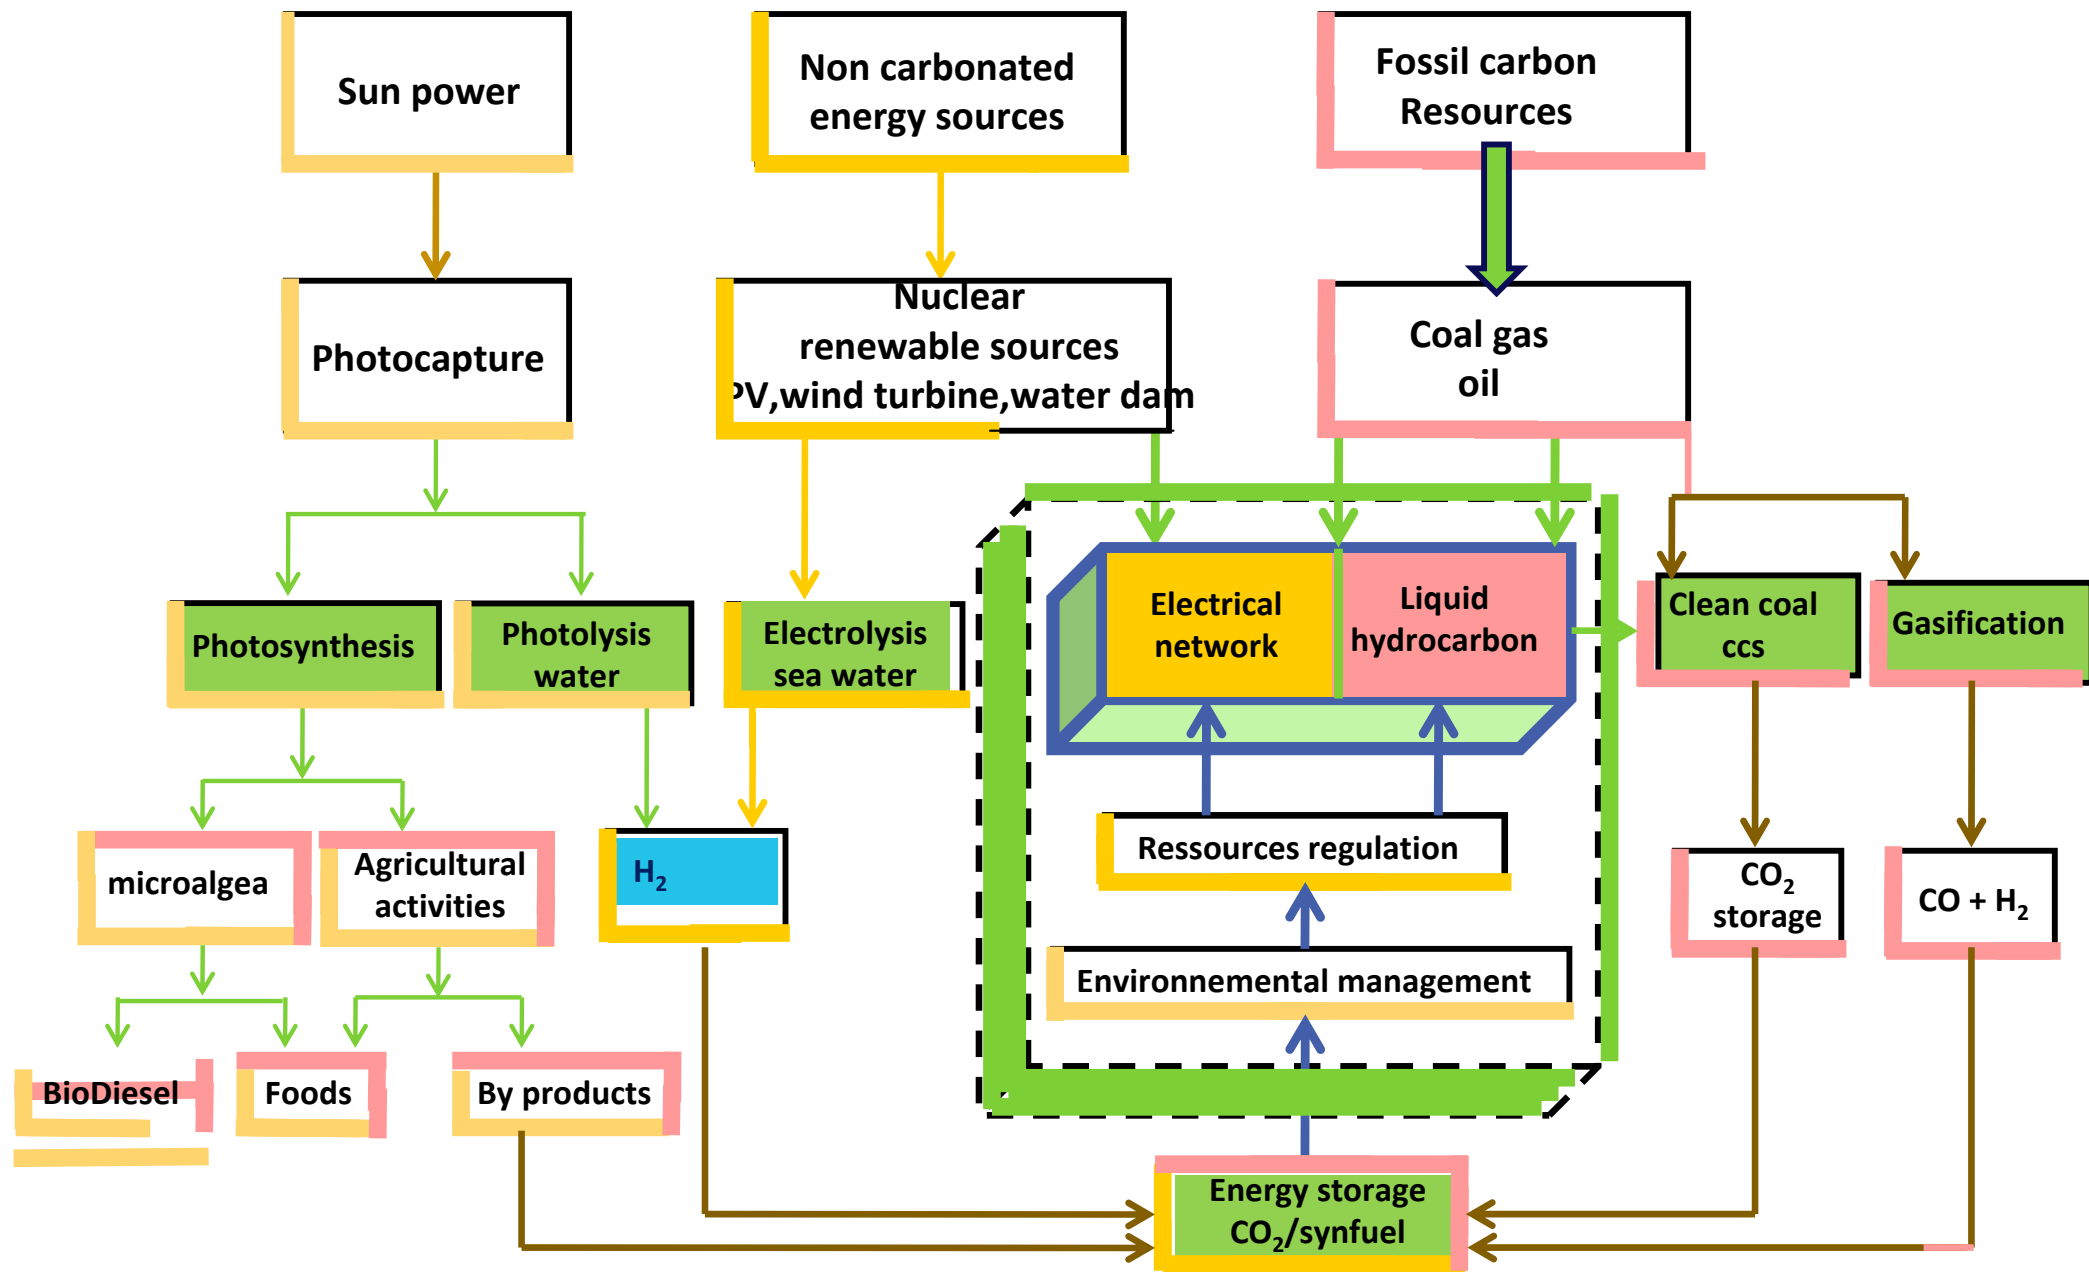 Sun power
Non carbonated
energy sources
Fossil carbon
Resources
Photocapture
Nuclear
renewable sources
PV,wind turbine,water dam
Coal gas
oil
Photosynthesis
Photolysis
water
Electrolysis
sea water
Electrical
network
Liquid
hydrocarbon
Clean coal
ccs
Gasification
microalgea
Agricultural
activities
H₂
Ressources regulation
CO₂
storage
CO + H₂
Environnemental management
BioDiesel
Foods
By products
Energy storage
CO₂/synfuel